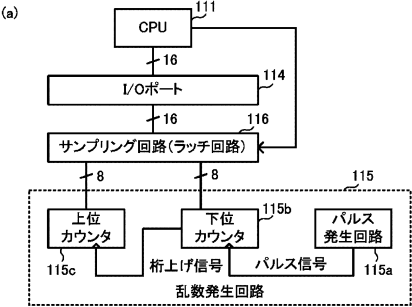 (a)
CPU
111
16
I/Oポート
114
16
116
サンプリング回路(ラッチ回路)
8
8
115
上位
カウンタ
下位
カウンタ
115b
パルス
発生回路
115c
桁上げ信号
パルス信号
115a
乱数発生回路